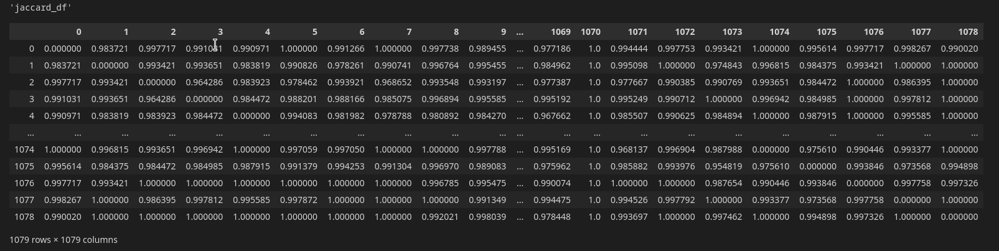 'jaccard_df'
0 1 2 3 4 5 6 7 8 9 ... 1069 1070 1071 1072 1073 1074 1075 1076 1077 1078
0 0.000000 0.983721 0.997717 0.991031 0.990971 1.000000 0.991266 1.000000 0.997738 0.989455 ... 0.977186 1.0 0.994444 0.997753 0.993421 1.000000 0.995614 0.997717 0.998267 0.990020
1 0.983721 0.000000 0.993421 0.993651 0.983819 0.990826 0.978261 0.990741 0.996764 0.995455 ... 0.984962 1.0 0.995098 1.000000 0.974843 0.996815 0.984375 0.993421 1.000000 1.000000
2 0.997717 0.993421 0.000000 0.964286 0.983923 0.978462 0.993921 0.968652 0.993548 0.993197 ... 0.977387 1.0 0.977667 0.990385 0.990769 0.993651 0.984472 1.000000 0.986395 1.000000
3 0.991031 0.993651 0.964286 0.000000 0.984472 0.988201 0.988166 0.985075 0.996894 0.995585 ... 0.995192 1.0 0.995249 0.990712 1.000000 0.996942 0.984985 1.000000 0.997812 1.000000
4 0.990971 0.983819 0.983923 0.984472 0.000000 0.994083 0.981982 0.978788 0.980892 0.984270 ... 0.967662 1.0 0.985507 0.990625 0.984894 1.000000 0.987915 1.000000 0.995585 1.000000
... ... ... ... ... ... ... ... ... ... ... ... ... ... ... ... ... ... ... ... ... ...
1074 1.000000 0.996815 0.993651 0.996942 1.000000 0.997059 0.997050 1.000000 1.000000 0.997788 ... 0.995169 1.0 0.968137 0.996904 0.987988 0.000000 0.975610 0.990446 0.993377 1.000000
1075 0.995614 0.984375 0.984472 0.984985 0.987915 0.991379 0.994253 0.991304 0.996970 0.989083 ... 0.975962 1.0 0.985882 0.993976 0.954819 0.975610 0.000000 0.993846 0.973568 0.994898
1076 0.997717 0.993421 1.000000 1.000000 1.000000 1.000000 1.000000 1.000000 0.996785 0.995475 ... 0.990074 1.0 1.000000 1.000000 0.987654 0.990446 0.993846 0.000000 0.997758 0.997326
1077 0.998267 1.000000 0.986395 0.997812 0.995585 0.997872 1.000000 1.000000 1.000000 0.991349 ... 0.994475 1.0 0.994526 0.997792 1.000000 0.993377 0.973568 0.997758 0.000000 1.000000
1078 0.990020 1.000000 1.000000 1.000000 1.000000 1.000000 1.000000 1.000000 0.992021 0.998039 ... 0.978448 1.0 0.993697 1.000000 0.997462 1.000000 0.994898 0.997326 1.000000 0.000000
1079 rows × 1079 columns